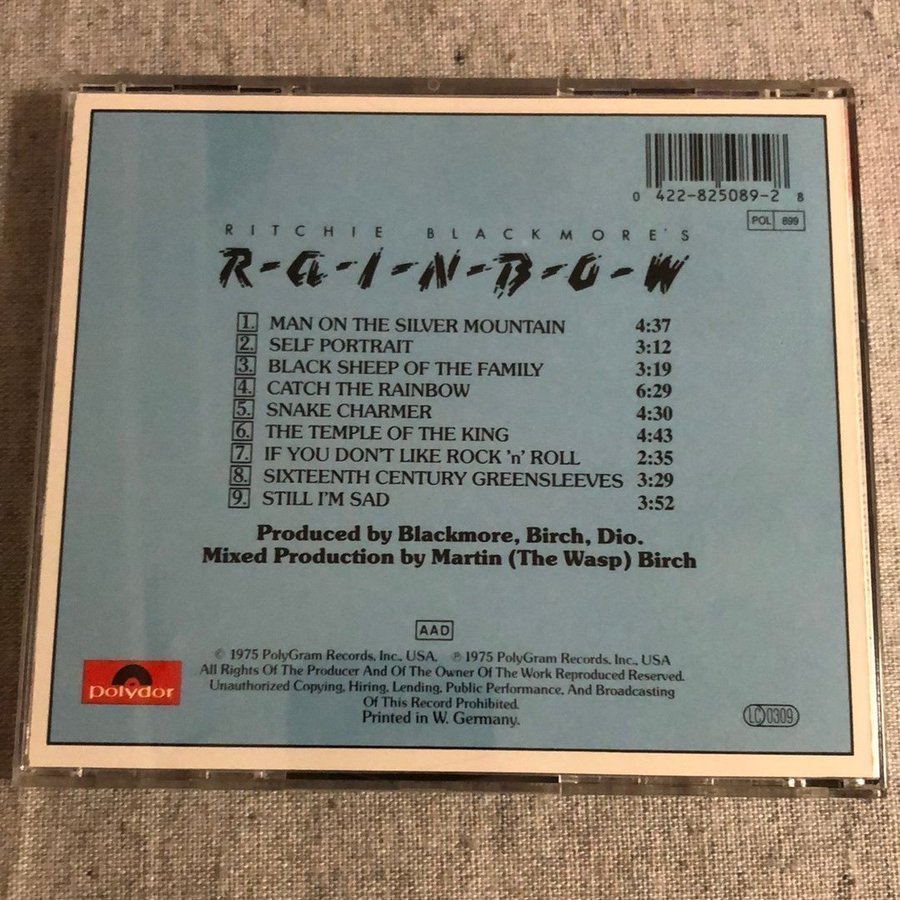 0 422-825089-2 8
POL 899
RITCHIE BLACKMORE'S
R-A-I-N-B-O-W
1. MAN ON THE SILVER MOUNTAIN 4:37
2. SELF PORTRAIT 3:12
3. BLACK SHEEP OF THE FAMILY 3:19
4. CATCH THE RAINBOW 6:29
5. SNAKE CHARMER 4:30
6. THE TEMPLE OF THE KING 4:43
7. IF YOU DON'T LIKE ROCK 'n' ROLL 2:35
8. SIXTEENTH CENTURY GREENSLEEVES 3:29
9. STILL I'M SAD 3:52
Produced by Blackmore, Birch, Dio.
Mixed Production by Martin (The Wasp) Birch
AAD
© 1975 PolyGram Records, Inc., USA. ℗ 1975 PolyGram Records, Inc., USA
All Rights Of The Producer And Of The Owner Of The Work Reproduced Reserved.
Unauthorized Copying, Hiring, Lending, Public Performance, And Broadcasting
Of This Record Prohibited.
Printed in W. Germany.
polydor
LC 0309